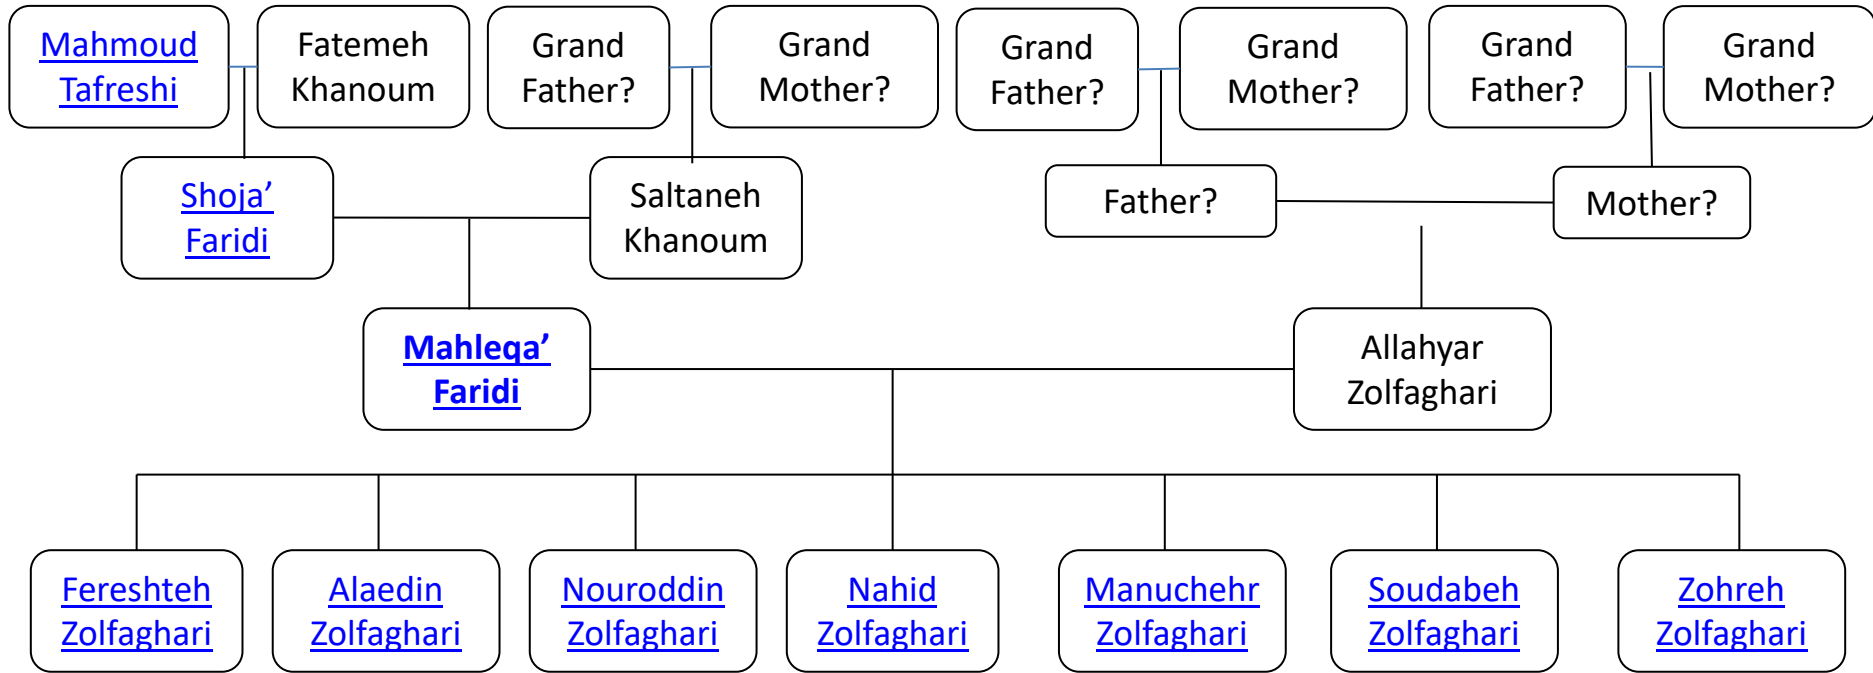 Mahmoud
Tafreshi
Fatemeh
Khanoum
Grand
Father?
Grand
Mother?
Grand
Father?
Grand
Mother?
Grand
Father?
Grand
Mother?
Shoja’
Faridi
Saltaneh
Khanoum
Father?
Mother?
Mahleqa’
Faridi
Allahyar
Zolfaghari
Fereshteh
Zolfaghari
Alaedin
Zolfaghari
Nouroddin
Zolfaghari
Nahid
Zolfaghari
Manuchehr
Zolfaghari
Soudabeh
Zolfaghari
Zohreh
Zolfaghari